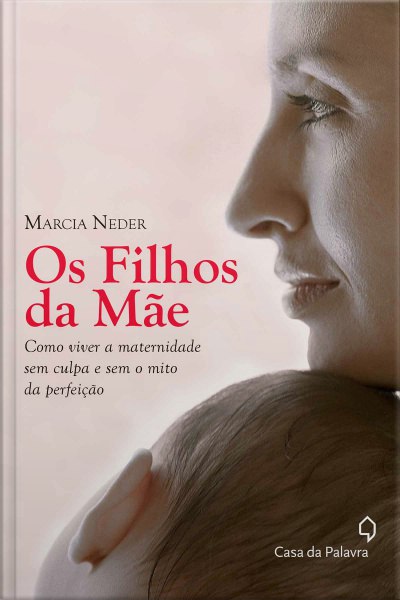 MARCIA NEDER
Os Filhos
da Mãe
Como viver a maternidade
sem culpa e sem o mito
da perfeição
Casa da Palavra